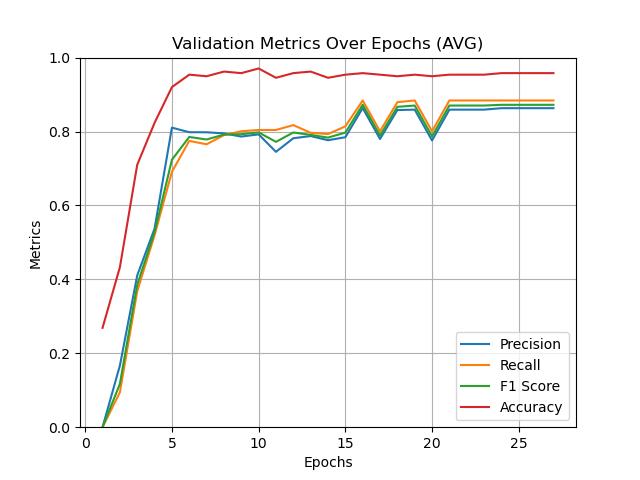 Validation Metrics Over Epochs (AVG)
1.0
0.8
0.6
0.4
0.2
0.0
Metrics
0 5 10 15 20 25
Epochs
Precision
Recall
F1 Score
Accuracy